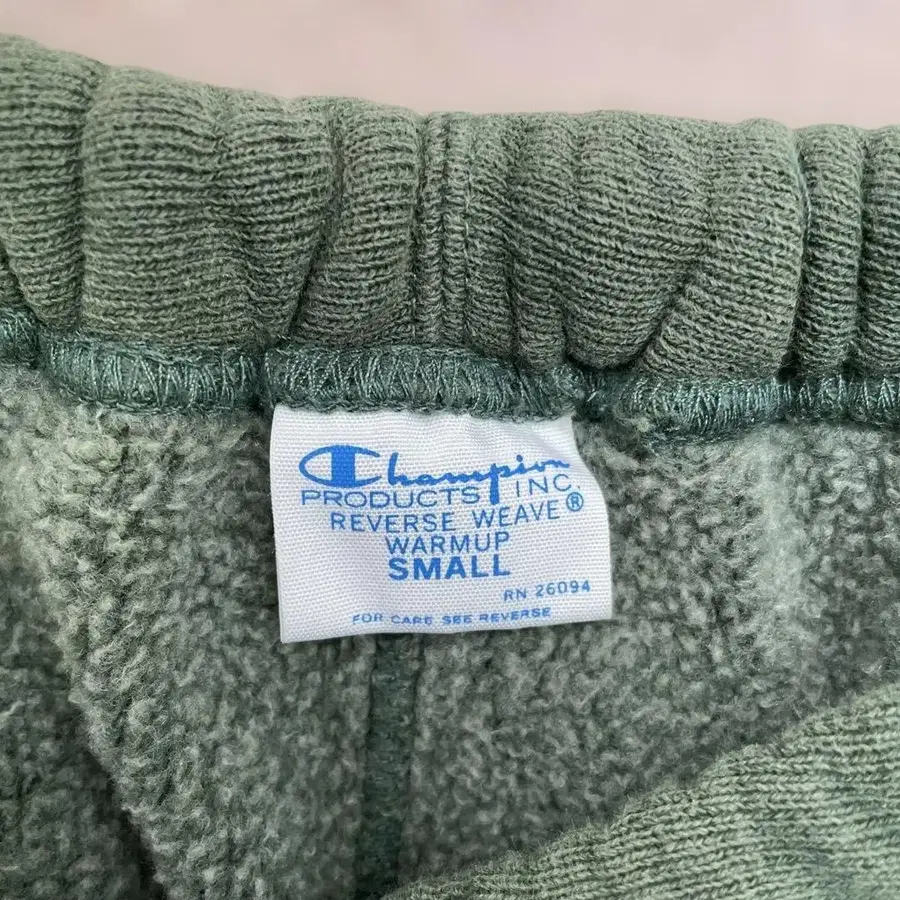 Champion
PRODUCTS INC.
REVERSE WEAVE®
WARMUP
SMALL
RN 26094
FOR CARE SEE REVERSE